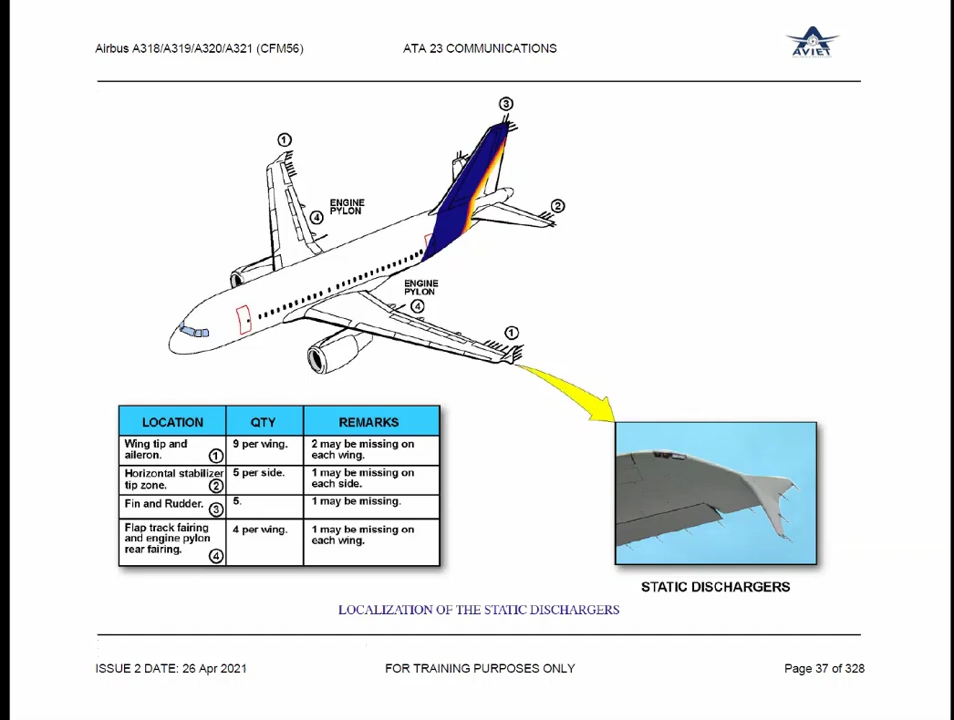 Airbus A318/A319/A320/A321 (CFM56)
ATA 23 COMMUNICATIONS
AVIET
3
1
ENGINE
PYLON
4
2
ENGINE
PYLON
4
1
LOCATION QTY REMARKS
Wing tip and
aileron. 1
9 per wing.
2 may be missing on
each wing.
Horizontal stabilizer
tip zone. 2
5 per side.
1 may be missing on
each side.
Fin and Rudder. 3
5.
1 may be missing.
Flap track fairing
and engine pylon
rear fairing. 4
4 per wing.
1 may be missing on
each wing.
STATIC DISCHARGERS
LOCALIZATION OF THE STATIC DISCHARGERS
ISSUE 2 DATE: 26 Apr 2021
FOR TRAINING PURPOSES ONLY
Page 37 of 328